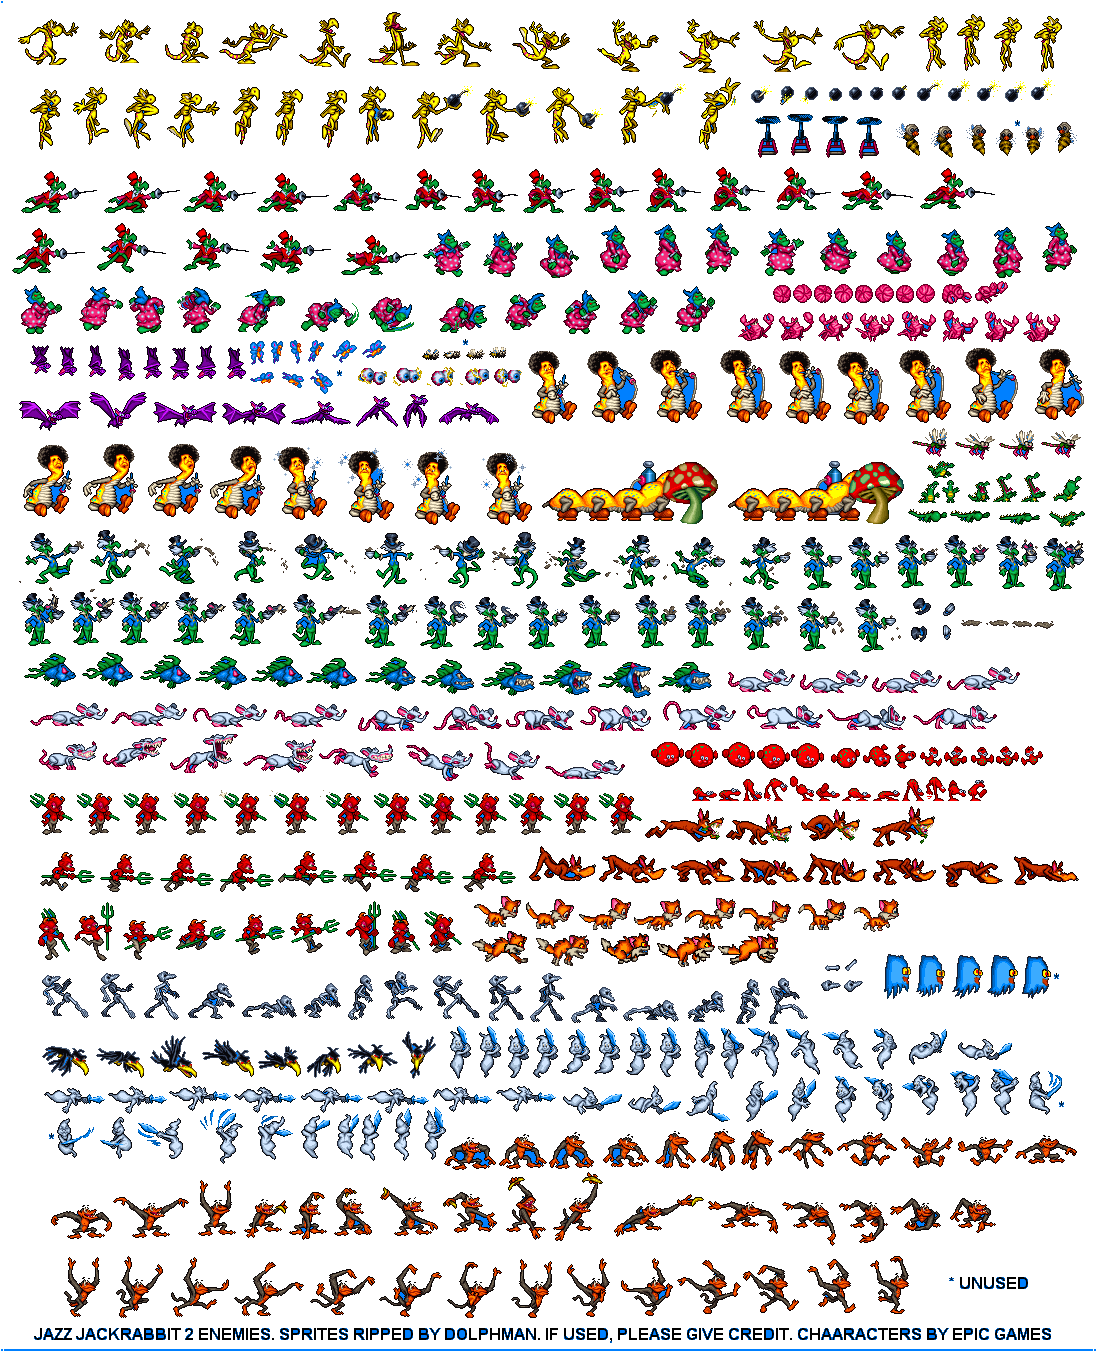 * UNUSED
JAZZ JACKRABBIT 2 ENEMIES. SPRITES RIPPED BY DOLPHMAN. IF USED, PLEASE GIVE CREDIT. CHAARACTERS BY EPIC GAMES